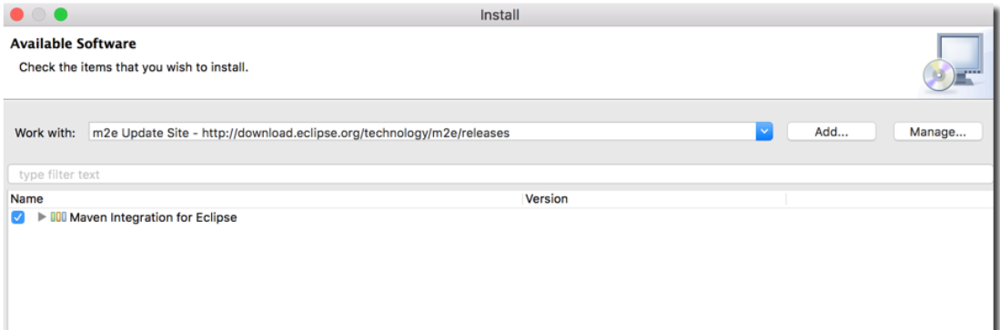 Install
Available Software
Check the items that you wish to install.
Work with: m2e Update Site - http://download.eclipse.org/technology/m2e/releases Add... Manage...
type filter text
Name Version
Maven Integration for Eclipse